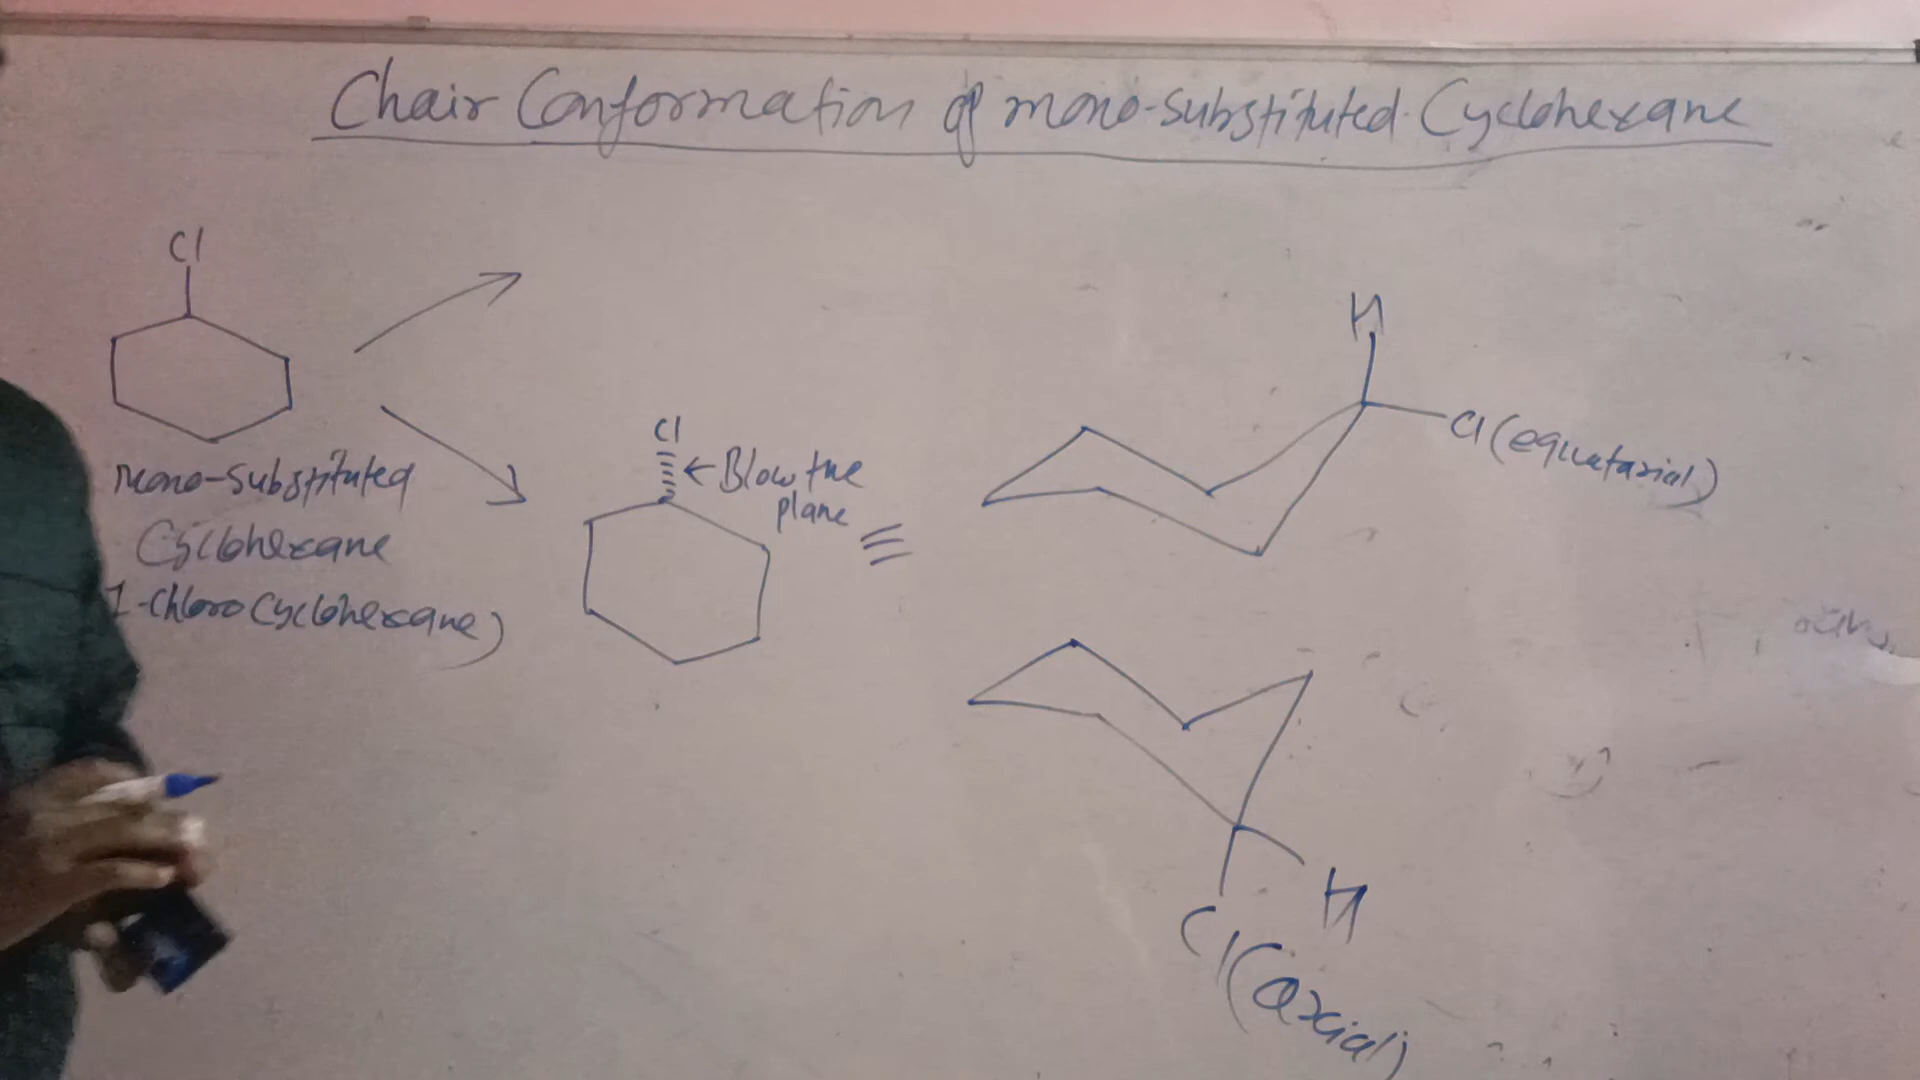 Chair Conformation of mono-Substituted Cyclohexane
Cl
mono-Substituted
Cyclohexane
1-Chloro Cyclohexane)
Cl
←Blow the
plane
H
Cl(equatarial)
H
Cl(axial)